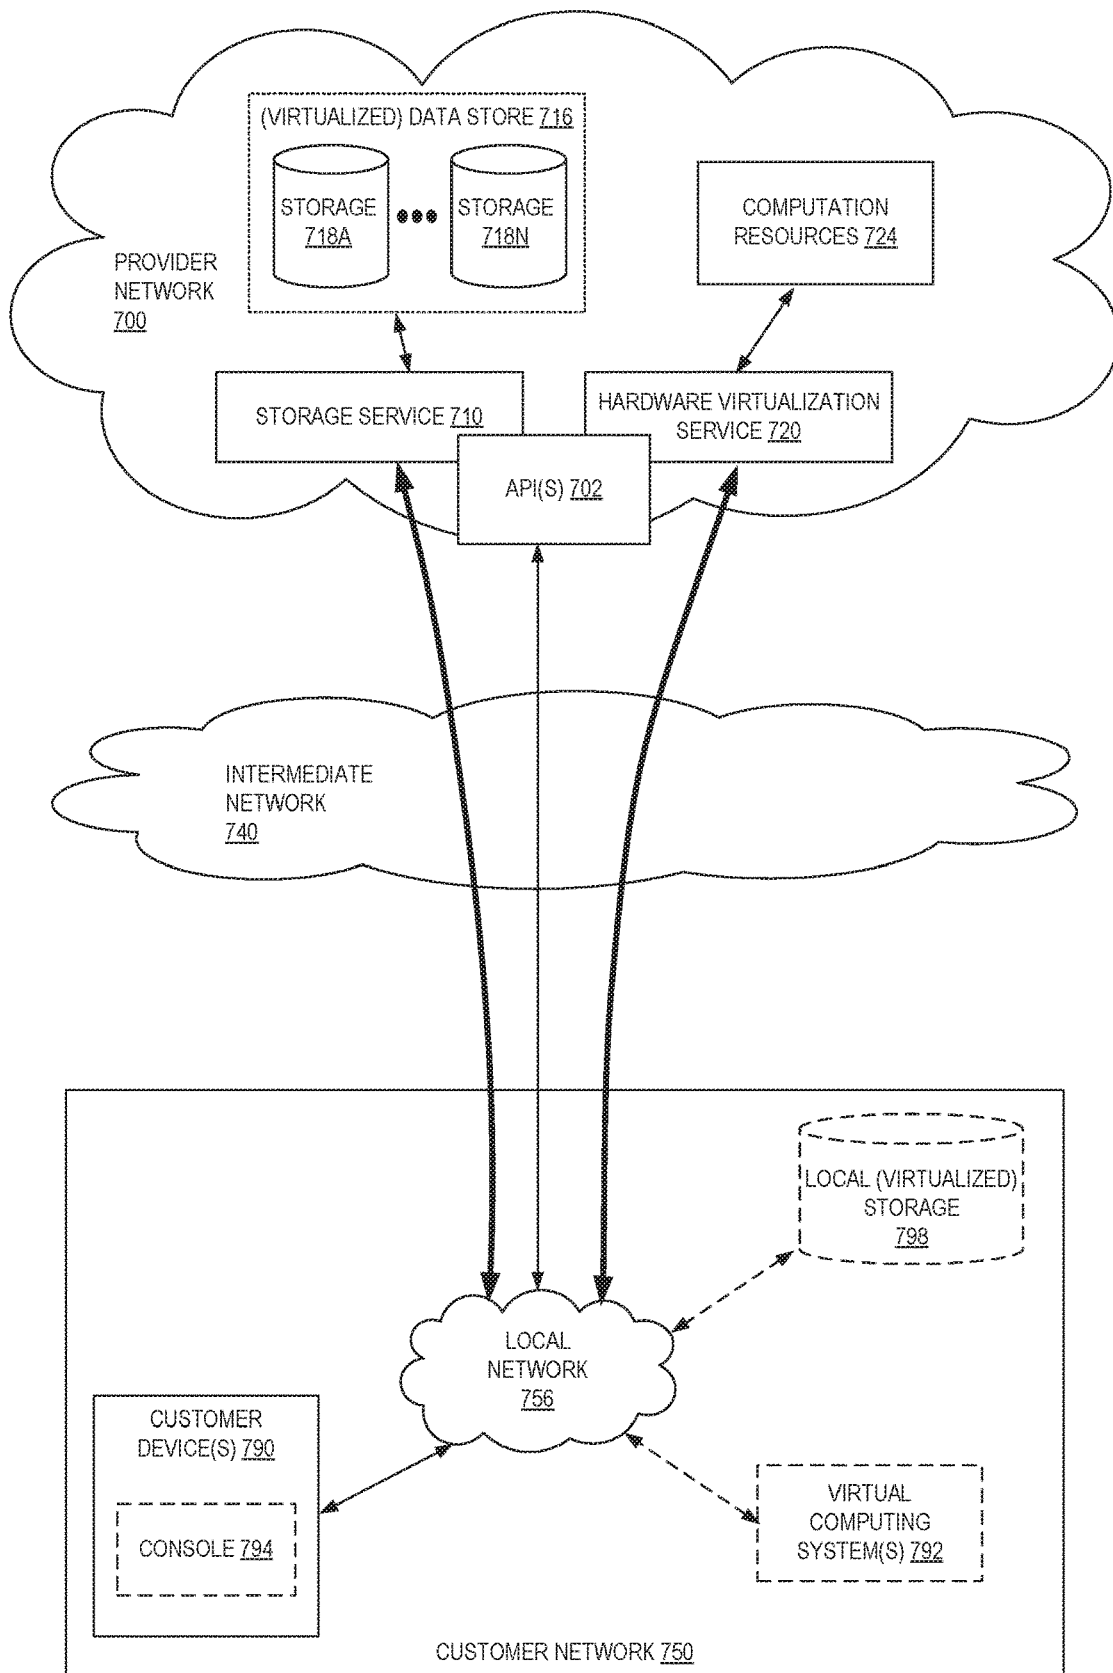 (VIRTUALIZED) DATA STORE 716
STORAGE
718A
STORAGE
718N
COMPUTATION
RESOURCES 724
PROVIDER
NETWORK
700
STORAGE SERVICE 710
HARDWARE VIRTUALIZATION
SERVICE 720
API(S) 702
INTERMEDIATE
NETWORK
740
LOCAL (VIRTUALIZED)
STORAGE
798
LOCAL
NETWORK
756
CUSTOMER
DEVICE(S) 790
CONSOLE 794
VIRTUAL
COMPUTING
SYSTEM(S) 792
CUSTOMER NETWORK 750